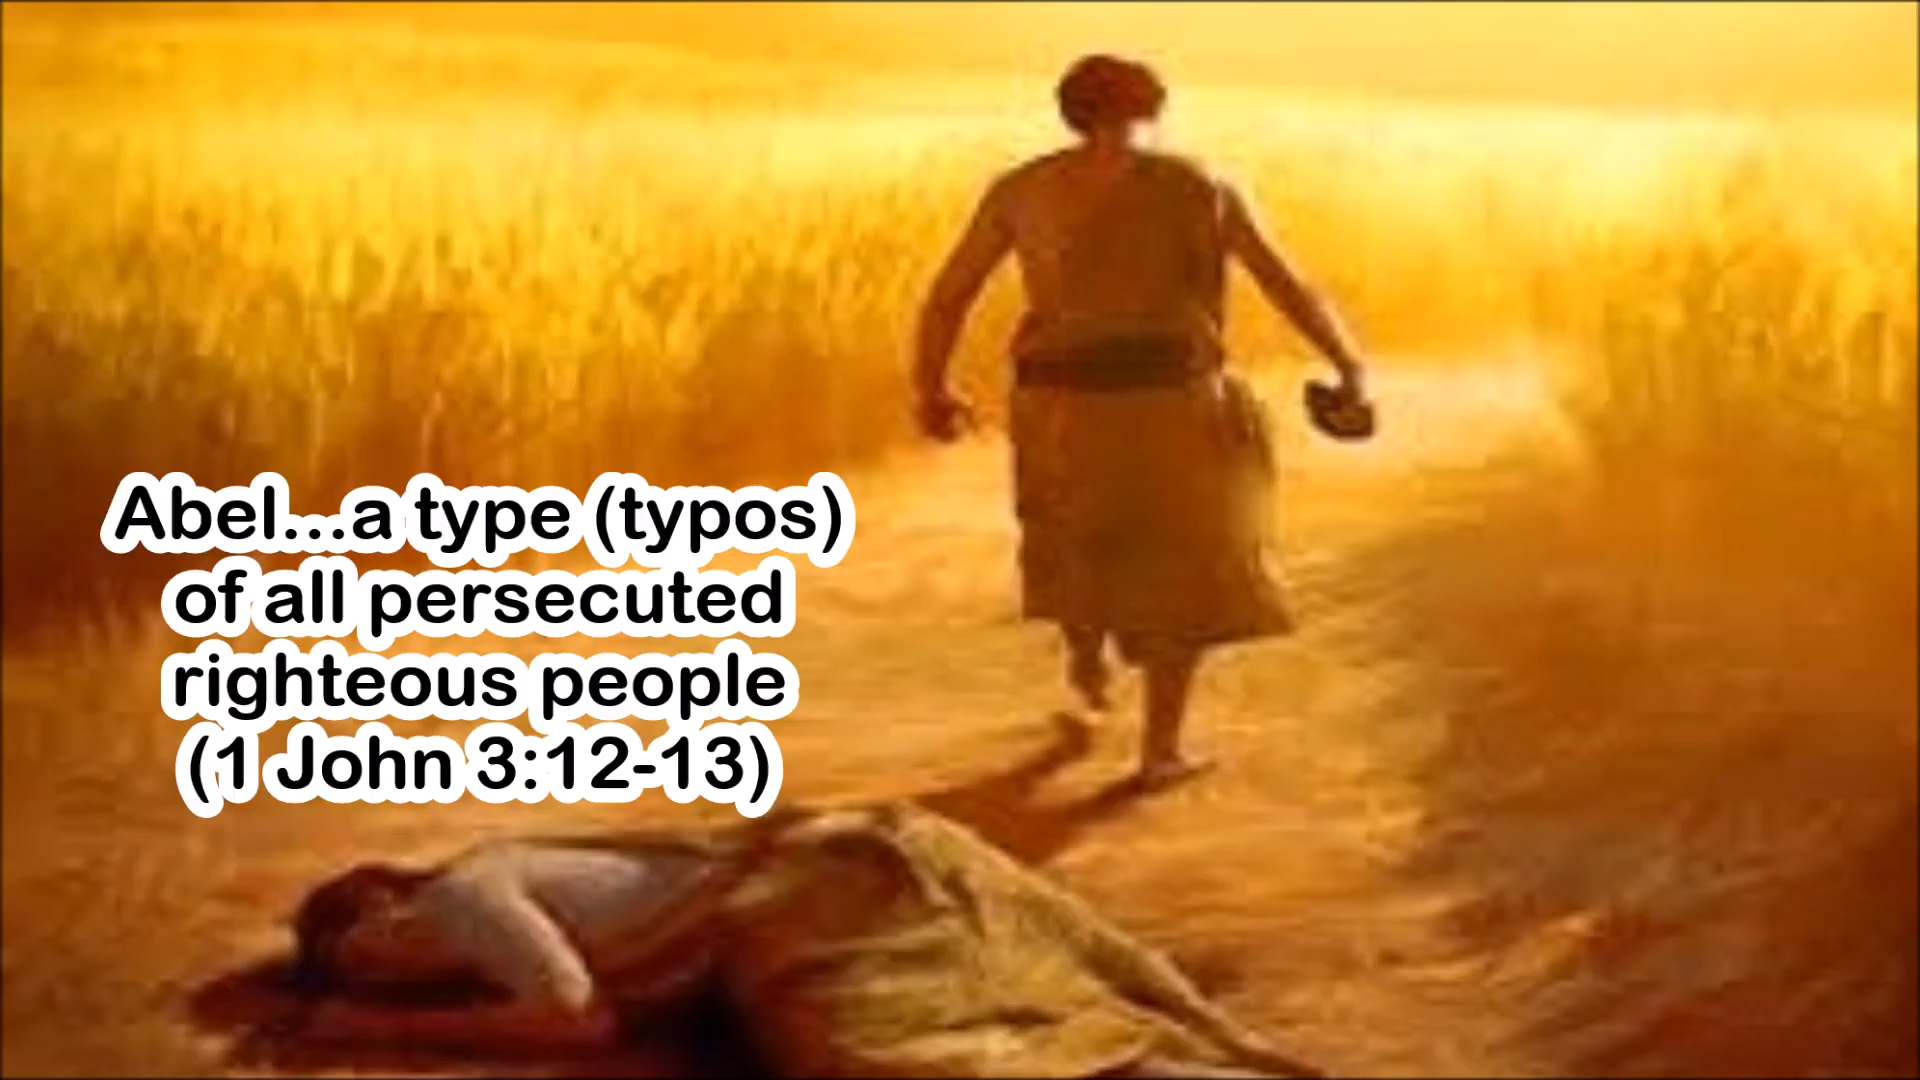 Abel...a type (typos)
of all persecuted
righteous people
(1 John 3:12-13)